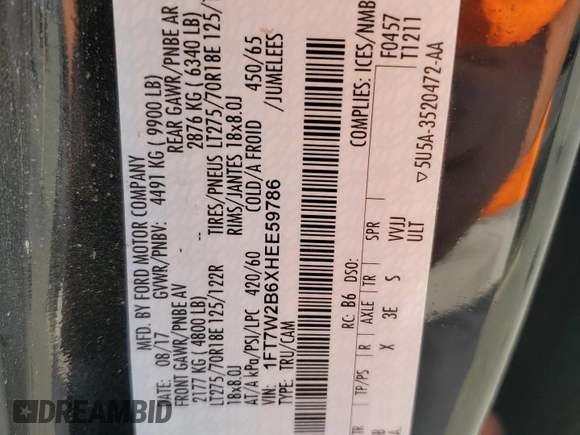 MFD. BY FORD MOTOR COMPANY
08/17 GVWR/PNBV: 4491 KG ( 9900 LB)
FRONT GAWR/PNBE AV REAR GAWR/PNBE AR
2177 KG ( 4800 LB) 2876 KG ( 6340 LB)
LT275/70R18E 125/122R TIRES/PNEUS LT275/70R18E 125/
18x8.0J RIMS/JANTES 18x8.0J
AT/A kPa/PSI/LPC 420/60 COLD/A FROID 450/65
VIN: 1FT7W2B6XHEE59786 /JUMELEES
TYPE: TRU/CAM
COMPLIES: ICES/NMB
F0457
T1211
RC: B6 DSO:
TR TP/PS R AXLE TR SPR
B X 3E S VVJJ
A ULT
▽5U5A-3520472-AA
DREAMBID